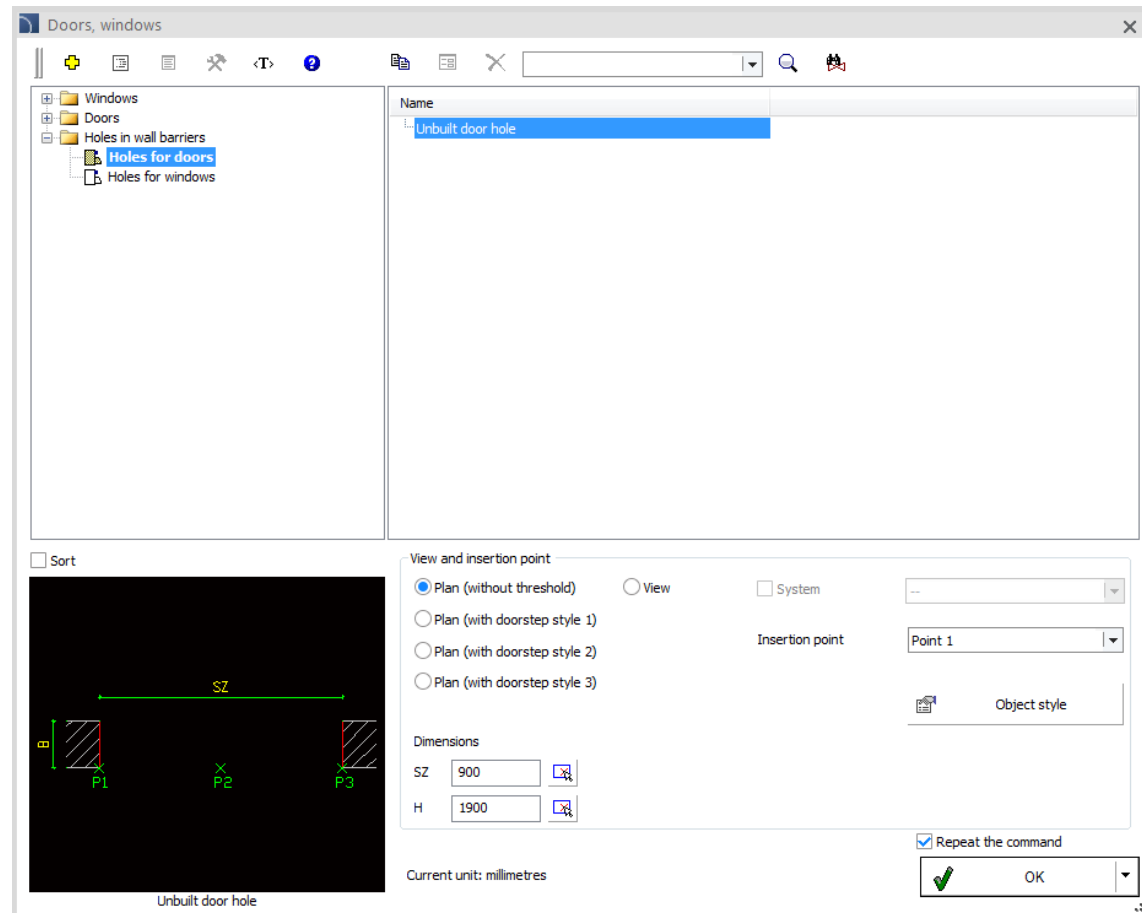 Doors, windows
<T>
Windows
Doors
Holes in wall barriers
Holes for doors
Holes for windows
Name
Unbuilt door hole
Sort
SZ
B
P1
P2
P3
Unbuilt door hole
View and insertion point
Plan (without threshold)
View
System
--
Plan (with doorstep style 1)
Insertion point
Point 1
Plan (with doorstep style 2)
Plan (with doorstep style 3)
Object style
Dimensions
SZ
900
H
1900
Repeat the command
Current unit: millimetres
OK